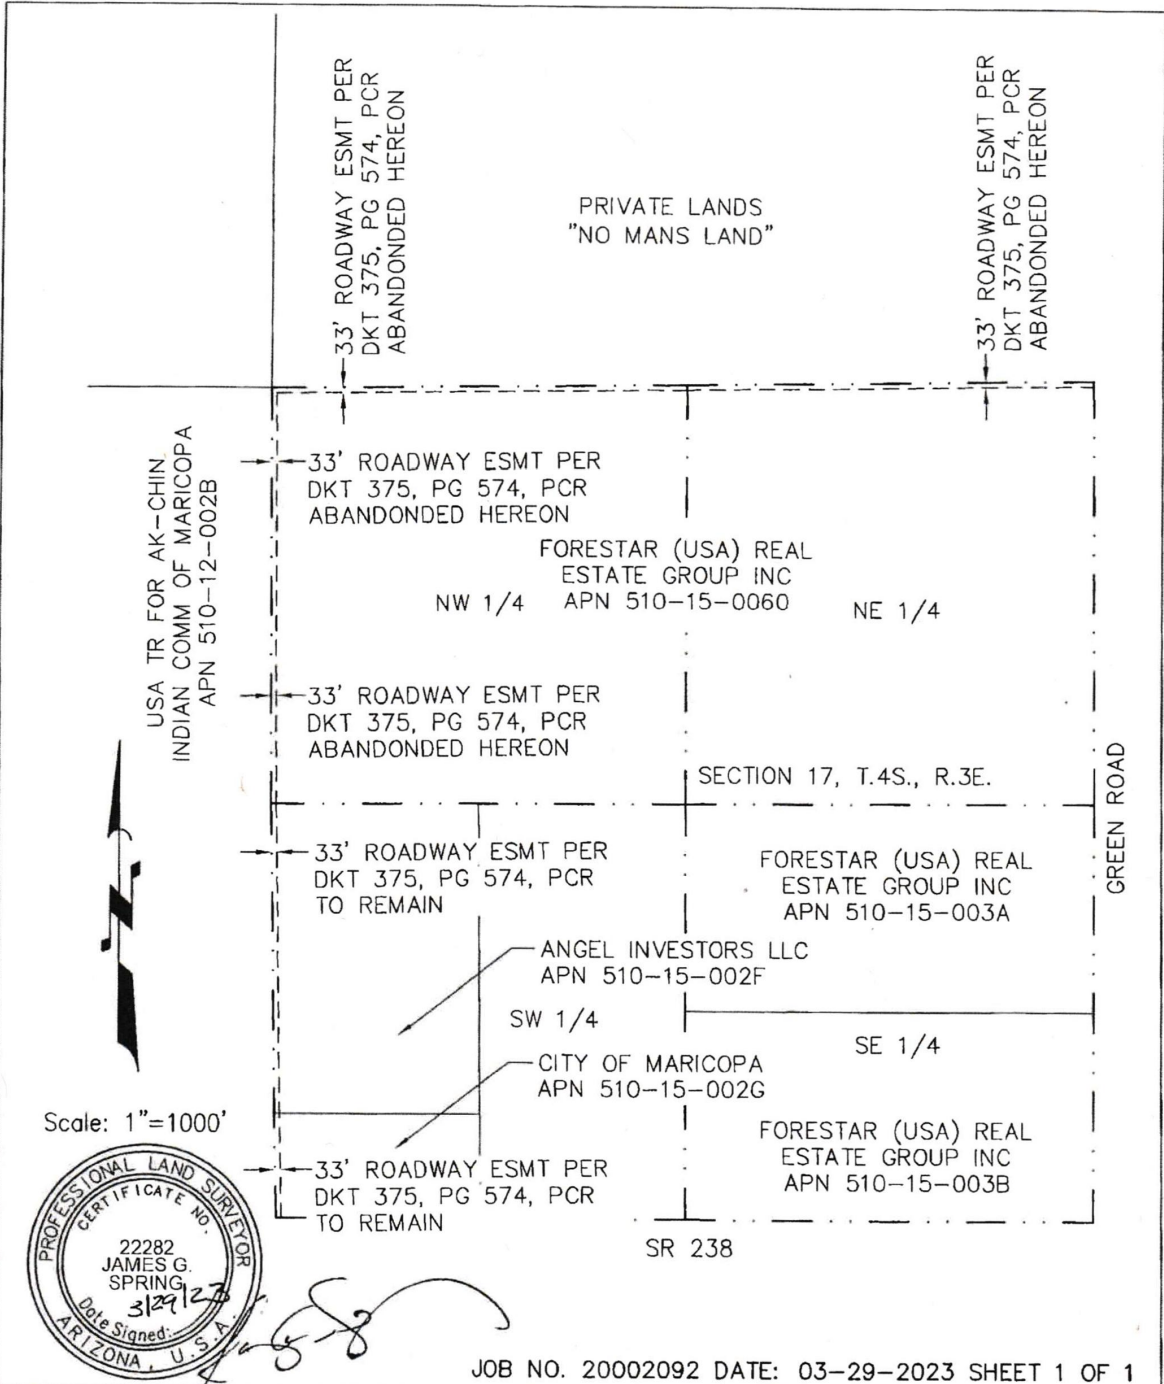 33' ROADWAY ESMT PER
DKT 375, PG 574, PCR
ABANDONDED HEREON
PRIVATE LANDS
"NO MANS LAND"
33' ROADWAY ESMT PER
DKT 375, PG 574, PCR
ABANDONDED HEREON
USA TR FOR AK-CHIN
INDIAN COMM OF MARICOPA
APN 510-12-002B
33' ROADWAY ESMT PER
DKT 375, PG 574, PCR
ABANDONDED HEREON
FORESTAR (USA) REAL
ESTATE GROUP INC
APN 510-15-0060
NW 1/4
NE 1/4
33' ROADWAY ESMT PER
DKT 375, PG 574, PCR
ABANDONDED HEREON
SECTION 17, T.4S., R.3E.
GREEN ROAD
33' ROADWAY ESMT PER
DKT 375, PG 574, PCR
TO REMAIN
FORESTAR (USA) REAL
ESTATE GROUP INC
APN 510-15-003A
ANGEL INVESTORS LLC
APN 510-15-002F
SW 1/4
SE 1/4
CITY OF MARICOPA
APN 510-15-002G
Scale: 1"=1000'
FORESTAR (USA) REAL
ESTATE GROUP INC
APN 510-15-003B
33' ROADWAY ESMT PER
DKT 375, PG 574, PCR
TO REMAIN
SR 238
PROFESSIONAL LAND SURVEYOR
CERTIFICATE NO.
22282
JAMES G.
SPRING
3/29/23
Date Signed:
ARIZONA, U.S.A.
JOB NO. 20002092 DATE: 03-29-2023 SHEET 1 OF 1